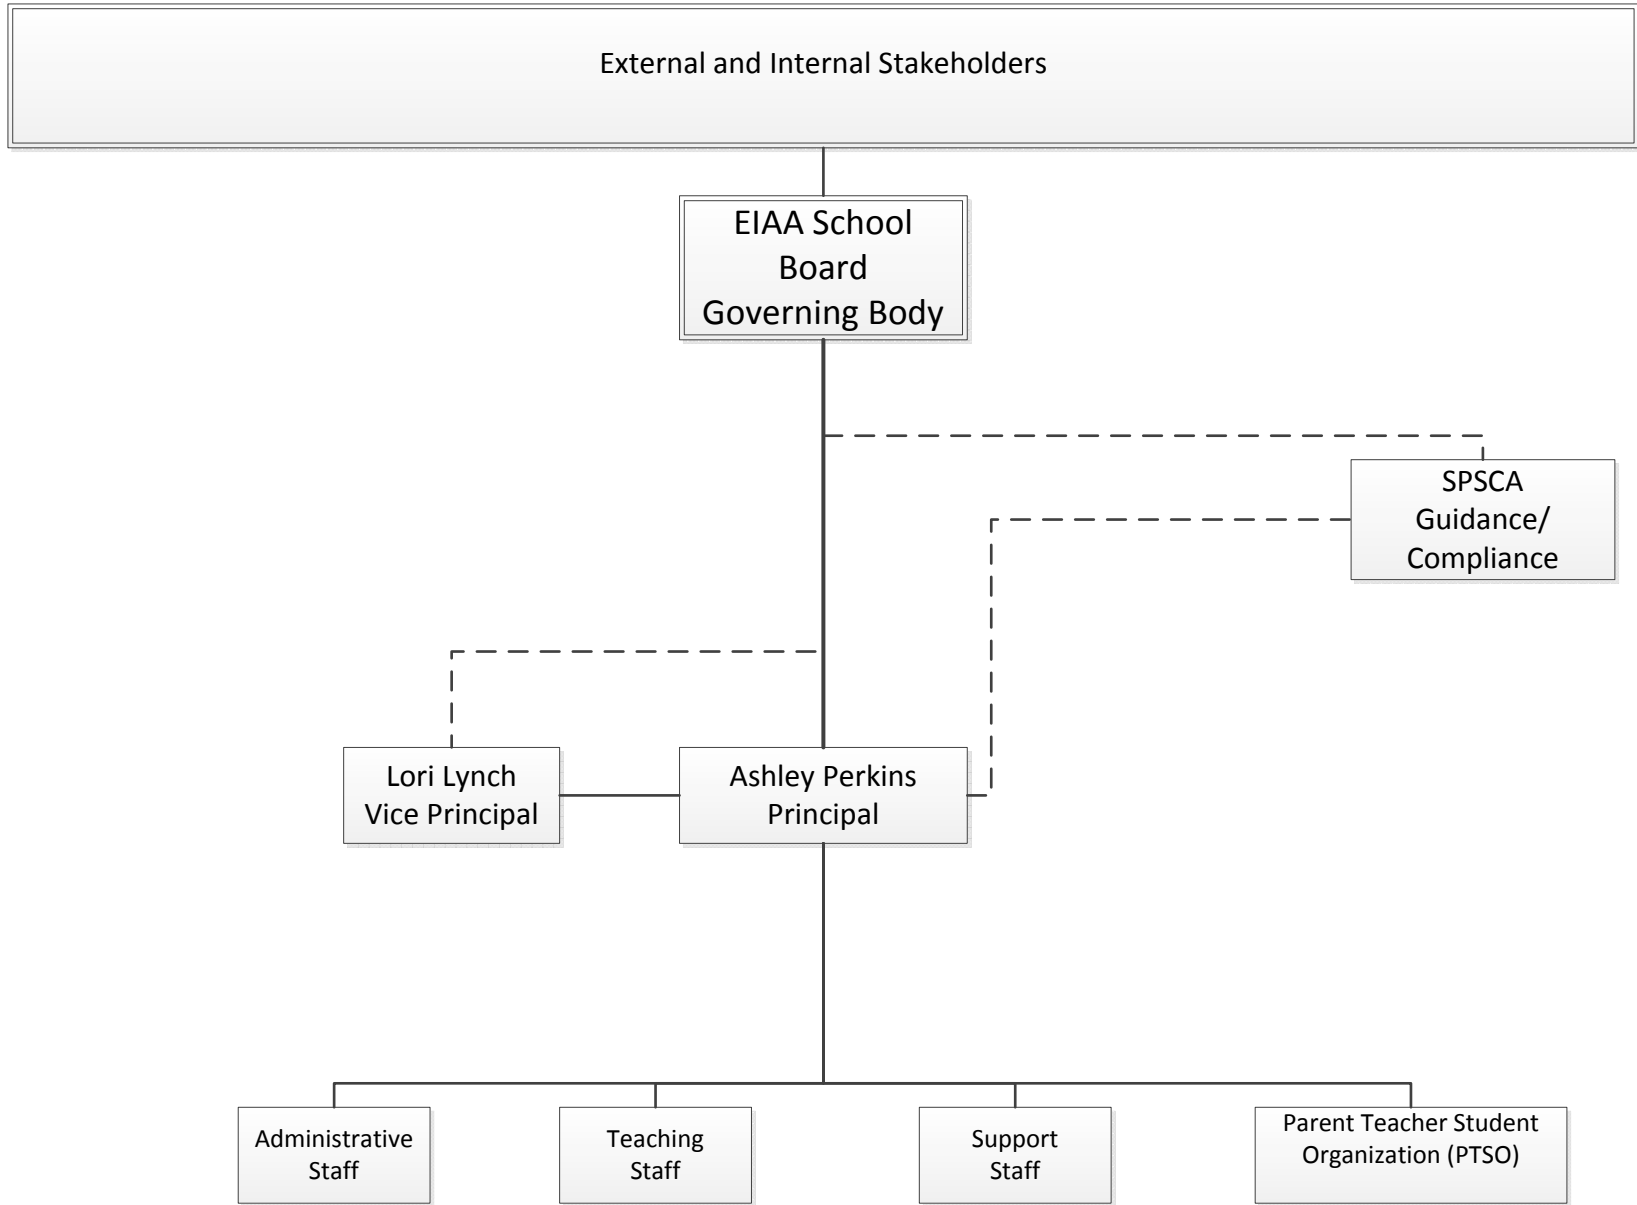 External and Internal Stakeholders
EIAA School
Board
Governing Body
SPSCA
Guidance/
Compliance
Lori Lynch
Vice Principal
Ashley Perkins
Principal
Administrative
Staff
Teaching
Staff
Support
Staff
Parent Teacher Student
Organization (PTSO)